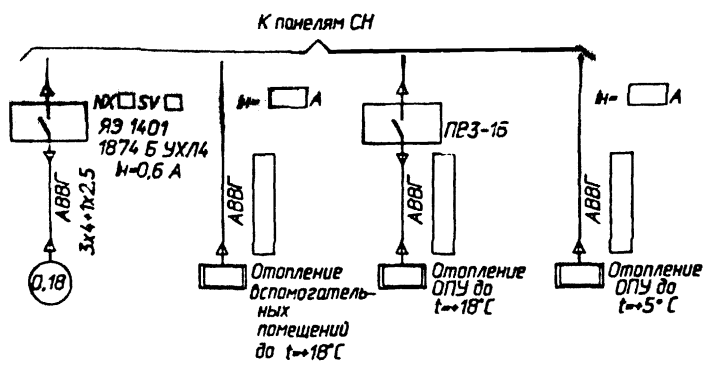 К панелям СН
NX SV
ЯЭ 1401
1874 Б УХЛ4
Iн=0,6 А
АВВГ
3х4+1х2,5
0,18
Iн= А
АВВГ
Отопление
вспомогатель-
ных
помещений
до t=+18°С
ПРЗ-16
АВВГ
Отопление
ОПУ до
t=+18°С
Iн= А
АВВГ
Отопление
ОПУ до
t=+5°С